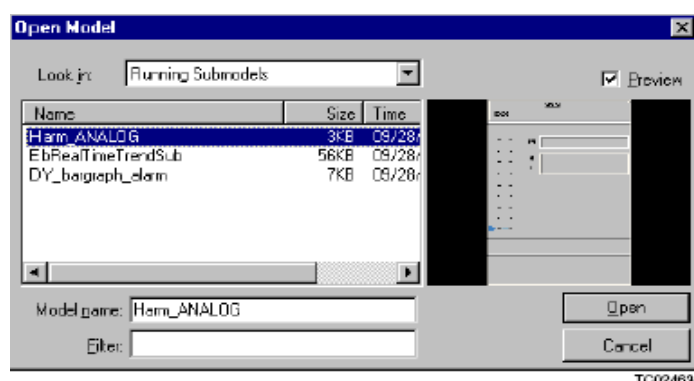 Open Model
Look in: Running Submodels
Preview
Name Size Time
Harm_ANALOG 3KB 09/28/
EbRealTimeTrendSub 56KB 09/28/
DY_bargraph_alarm 7KB 09/28/
Model name: Harm_ANALOG
Open
Filter:
Cancel